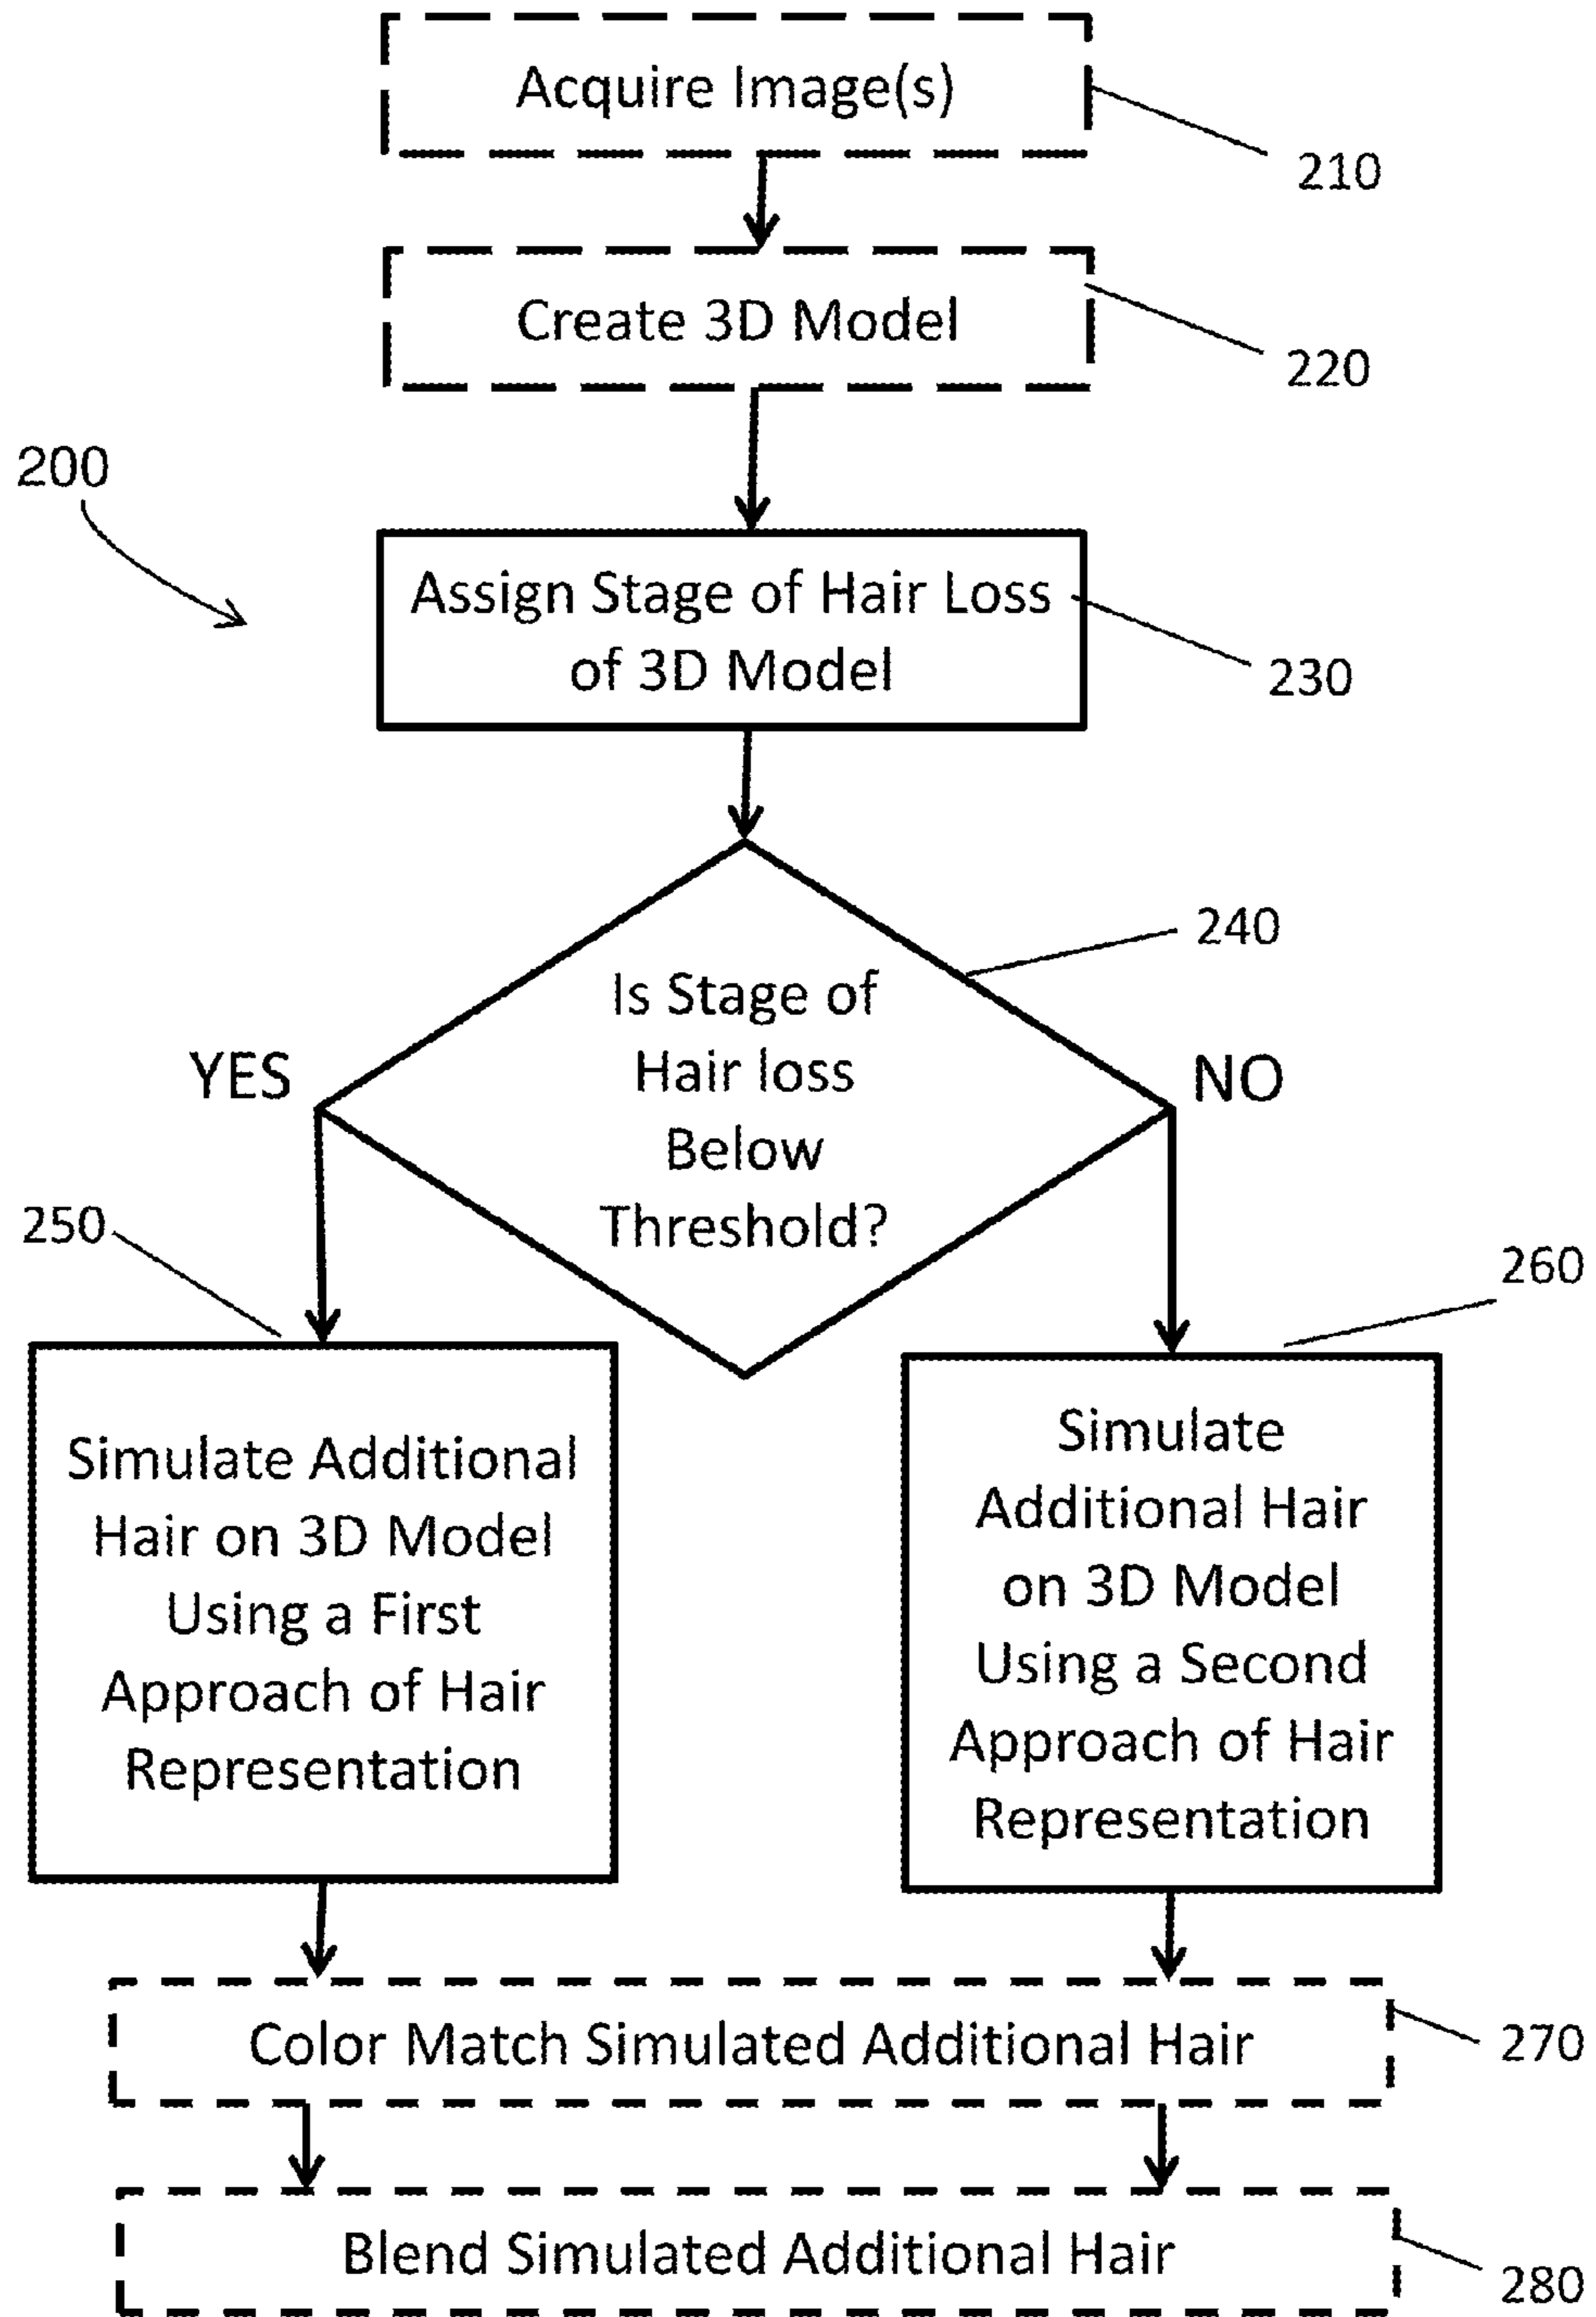 Acquire Image(s)
210
Create 3D Model
220
200
Assign Stage of Hair Loss
of 3D Model
230
240
Is Stage of
Hair loss
Below
Threshold?
YES
NO
250
260
Simulate Additional
Hair on 3D Model
Using a First
Approach of Hair
Representation
Simulate
Additional Hair
on 3D Model
Using a Second
Approach of Hair
Representation
Color Match Simulated Additional Hair
270
Blend Simulated Additional Hair
280